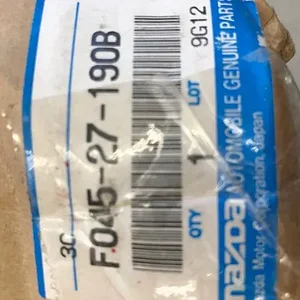 3C
F045-27-190B
QTY 1 LOT 9G12
mazda AUTOMOBILE GENUINE PARTS
Mazda Motor Corporation, Japan